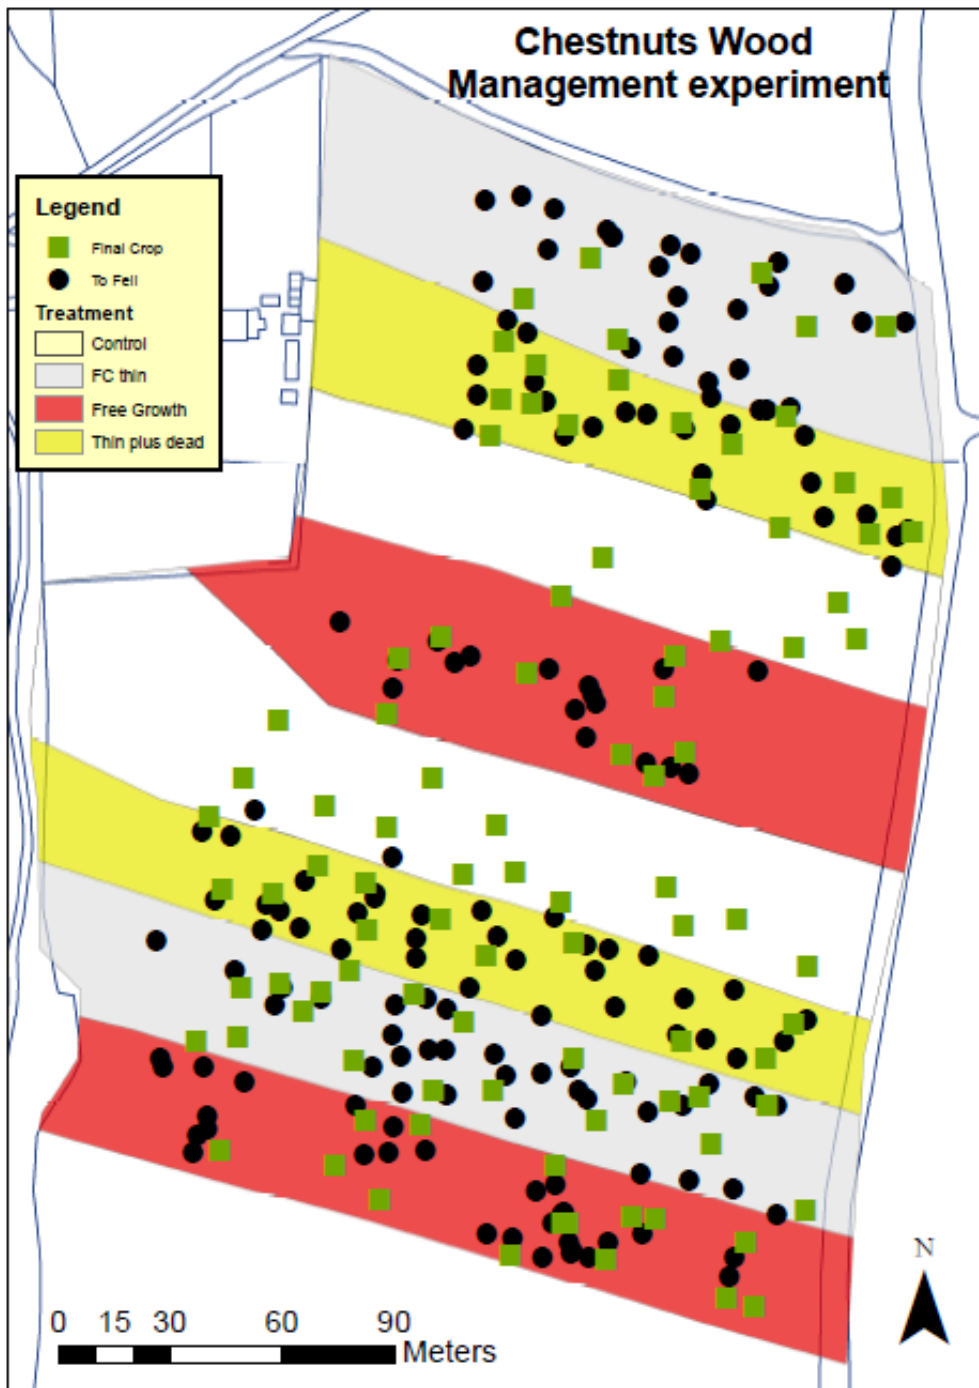 Chestnuts Wood
Management experiment
Legend
Final Crop
To Fell
Treatment
Control
FC thin
Free Growth
Thin plus dead
N
0 15 30 60 90
Meters